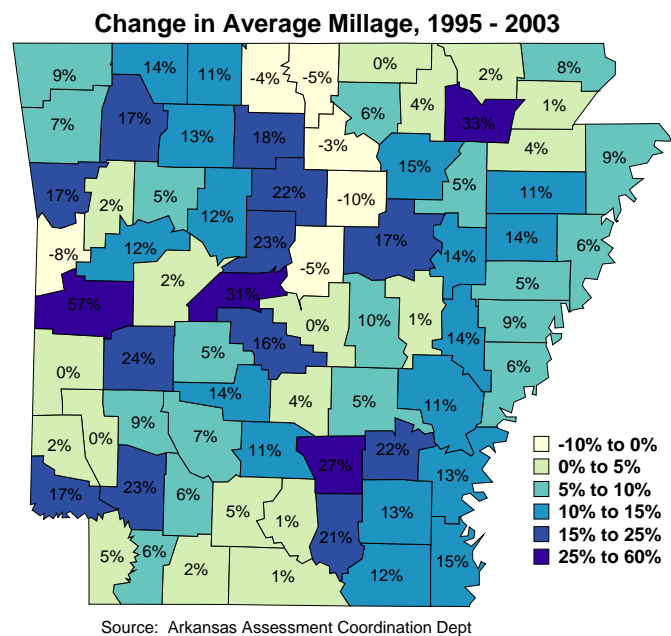 Change in Average Millage, 1995 - 2003
9% 14% 11% -4% -5% 0% 2% 8%
7% 17% 13% 18% -3% 6% 4% 33% 1%
17% 2% 5% 12% 22% -10% 15% 5% 4% 9%
11%
-8% 12% 23% -5% 17% 14% 14% 6%
57% 2% 31% 0% 10% 1% 14% 5%
9%
0% 24% 5% 16% 6%
14% 4% 5% 11%
2% 0% 9% 7% 11% 27% 22% 13%
17% 23% 6% 5% 1% 21% 13%
5% 6% 2% 1% 12% 15%
-10% to 0%
0% to 5%
5% to 10%
10% to 15%
15% to 25%
25% to 60%
Source: Arkansas Assessment Coordination Dept